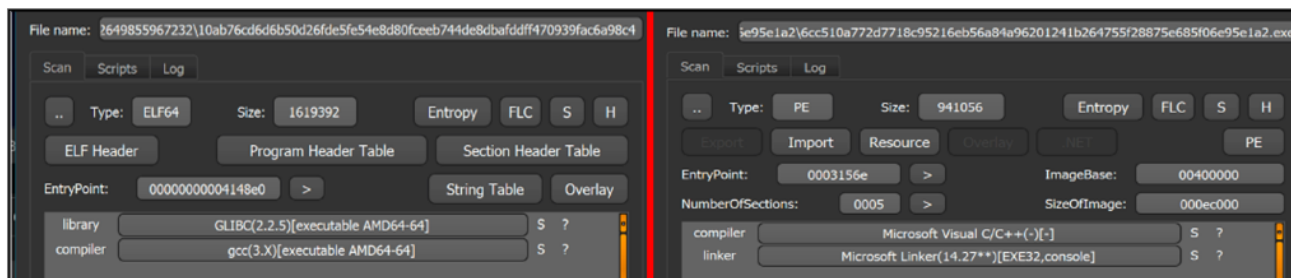 File name: 2649855967232\10ab76cd6d6b50d26fde5fe54e8d80fceeb744de8dbafddff470939fac6a98c4
Scan Scripts Log
.. Type: ELF64 Size: 1619392 Entropy FLC S H
ELF Header Program Header Table Section Header Table
EntryPoint: 00000000004148e0 > String Table Overlay
library GLIBC(2.2.5)[executable AMD64-64] S ?
compiler gcc(3.X)[executable AMD64-64] S ?
File name: 5e95e1a2\6cc510a772d7718c95216eb56a84a96201241b264755f28875e685f06e95e1a2.exe
Scan Scripts Log
.. Type: PE Size: 941056 Entropy FLC S H
Export Import Resource Overlay .NET PE
EntryPoint: 0003156e > ImageBase: 00400000
NumberOfSections: 0005 > SizeOfImage: 000ec000
compiler Microsoft Visual C/C++(-)[-] S ?
linker Microsoft Linker(14.27**)[EXE32,console] S ?